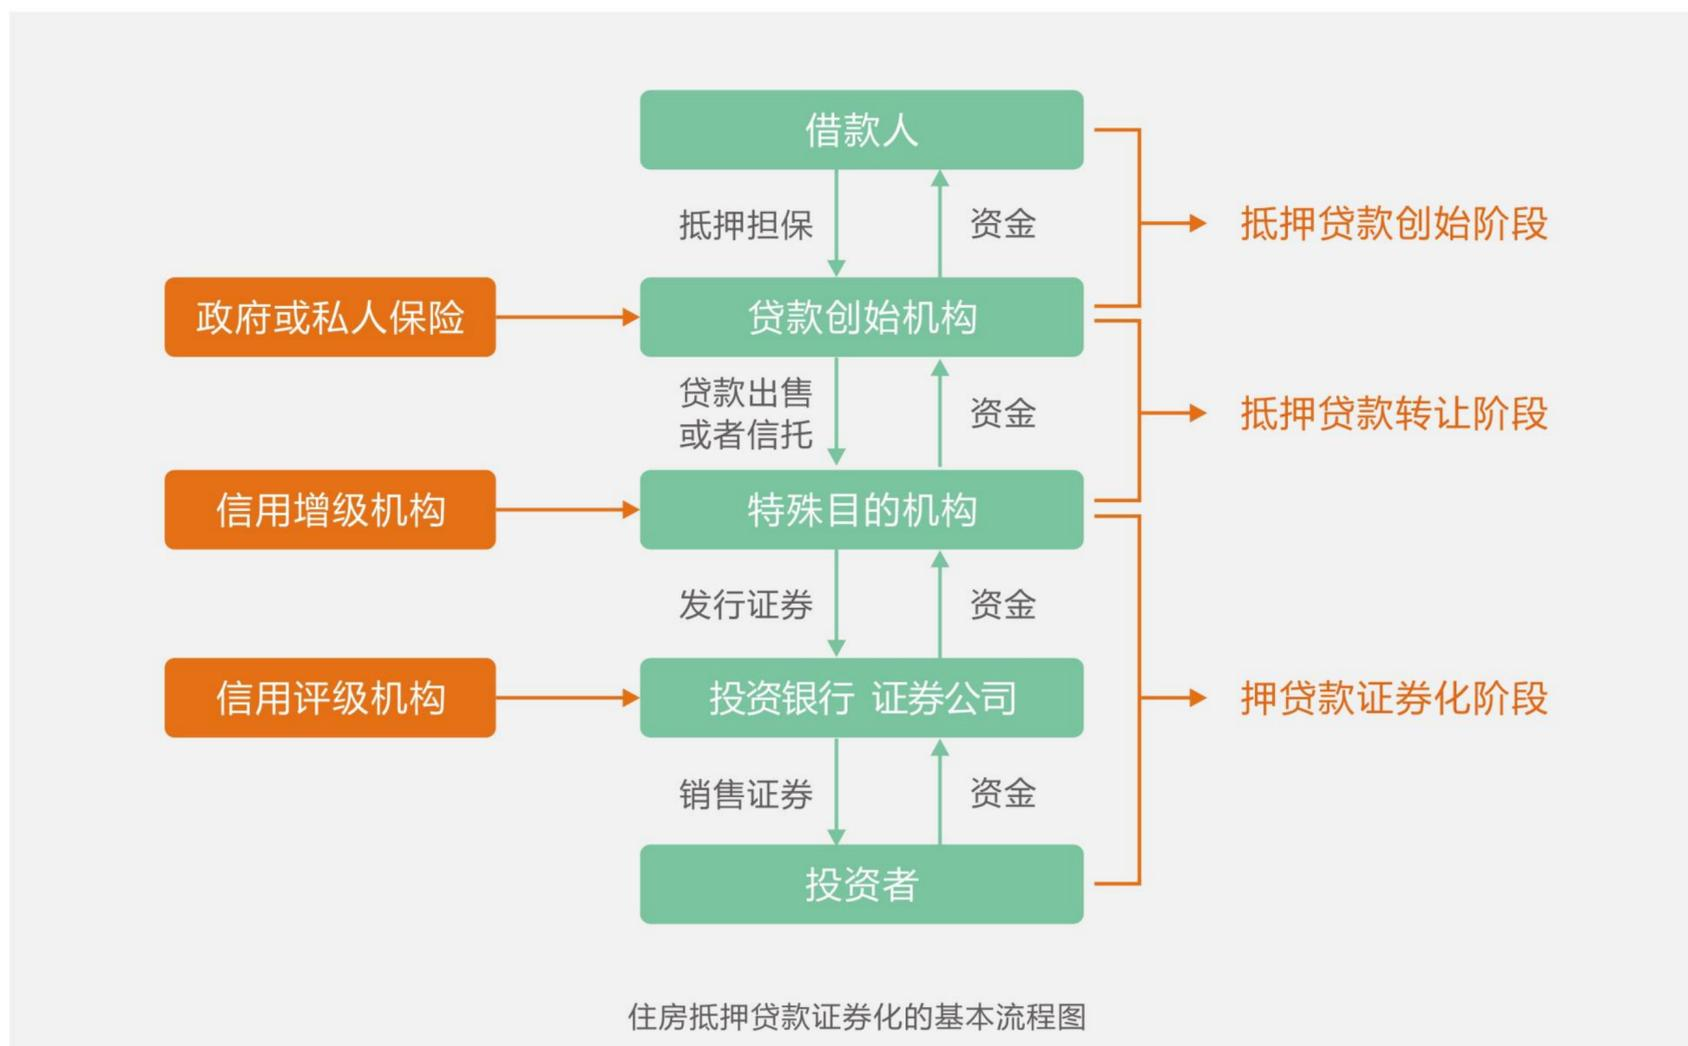 借款人
抵押担保
资金
抵押贷款创始阶段
政府或私人保险
贷款创始机构
贷款出售
或者信托
资金
抵押贷款转让阶段
信用增级机构
特殊目的机构
发行证券
资金
信用评级机构
投资银行 证券公司
押贷款证券化阶段
销售证券
资金
投资者
住房抵押贷款证券化的基本流程图